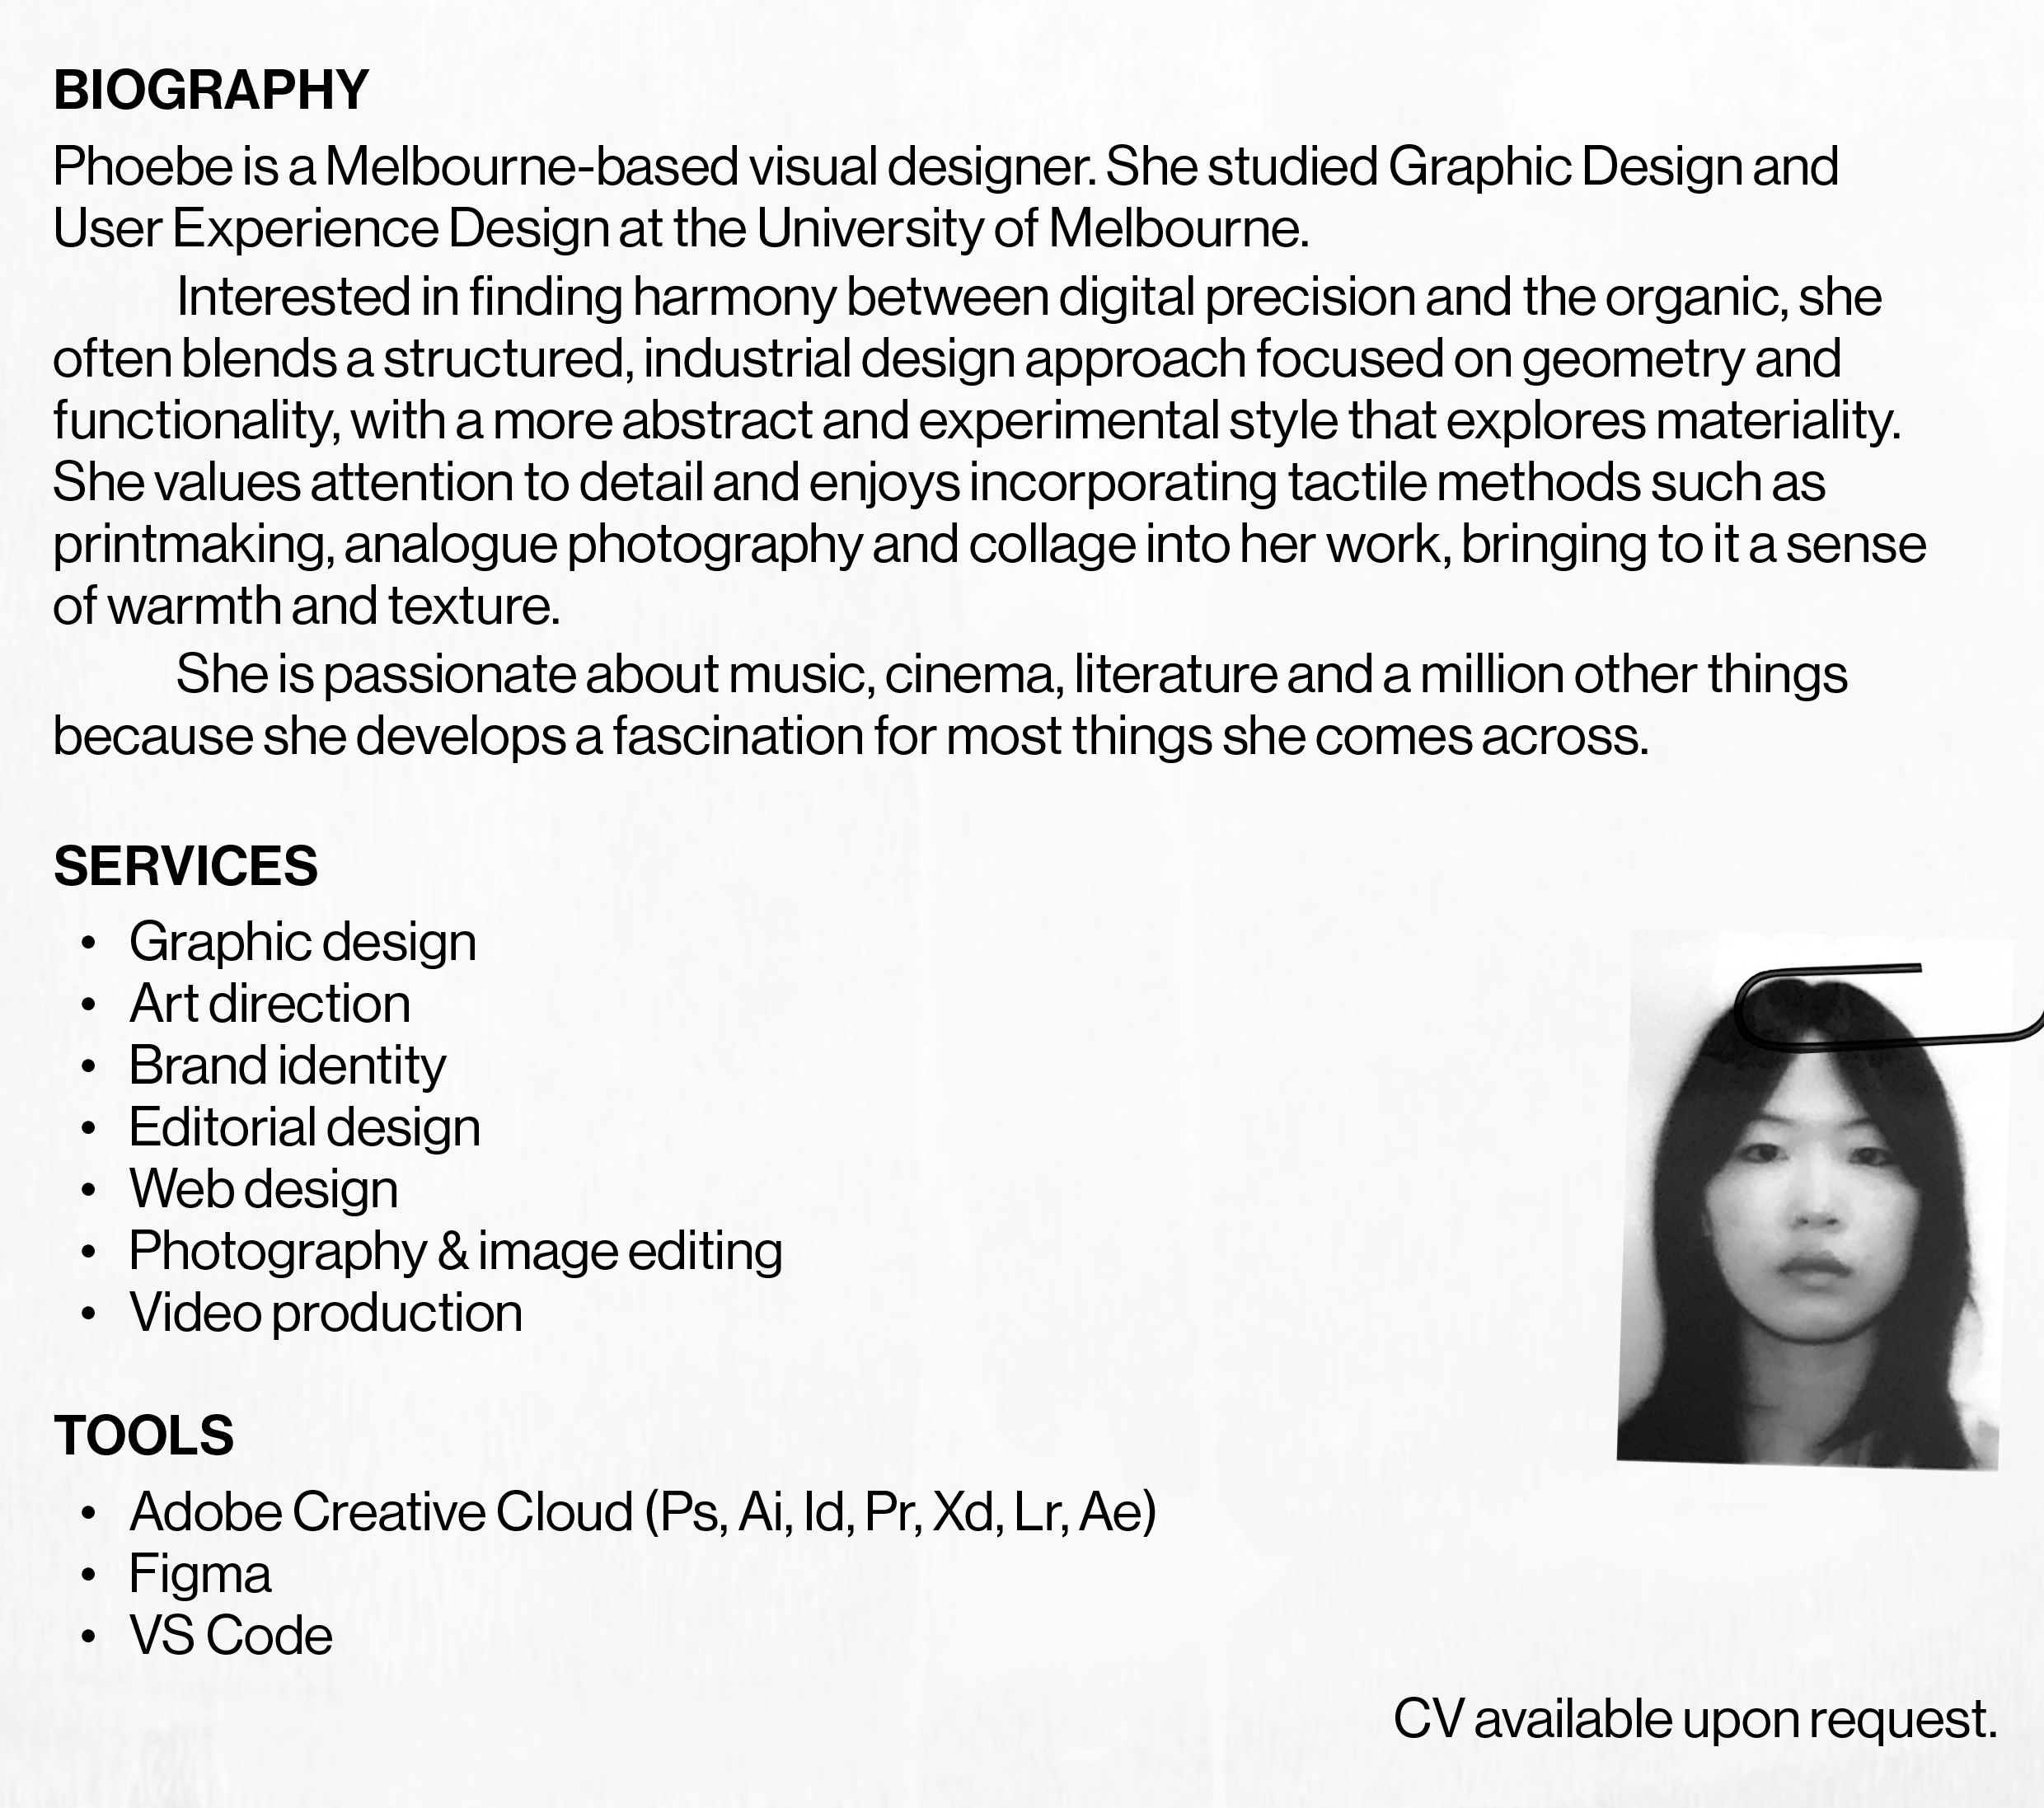 BIOGRAPHY
Phoebe is a Melbourne-based visual designer. She studied Graphic Design and
User Experience Design at the University of Melbourne.
Interested in finding harmony between digital precision and the organic, she
often blends a structured, industrial design approach focused on geometry and
functionality, with a more abstract and experimental style that explores materiality.
She values attention to detail and enjoys incorporating tactile methods such as
printmaking, analogue photography and collage into her work, bringing to it a sense
of warmth and texture.
She is passionate about music, cinema, literature and a million other things
because she develops a fascination for most things she comes across.
SERVICES
• Graphic design
• Art direction
• Brand identity
• Editorial design
• Web design
• Photography & image editing
• Video production
TOOLS
• Adobe Creative Cloud (Ps, Ai, Id, Pr, Xd, Lr, Ae)
• Figma
• VS Code
CV available upon request.